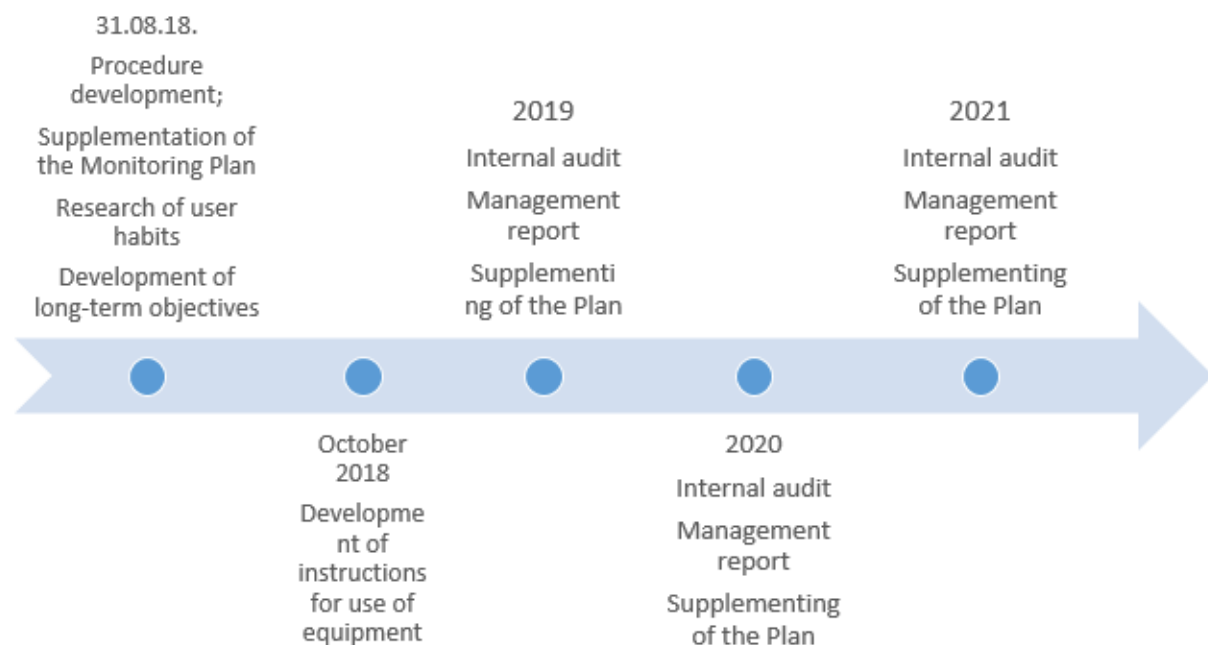 31.08.18.
Procedure
development;
Supplementation of
the Monitoring Plan
Research of user
habits
Development of
long-term objectives
October
2018
Developme
nt of
instructions
for use of
equipment
2019
Internal audit
Management
report
Supplementi
ng of the Plan
2020
Internal audit
Management
report
Supplementing
of the Plan
2021
Internal audit
Management
report
Supplementing
of the Plan